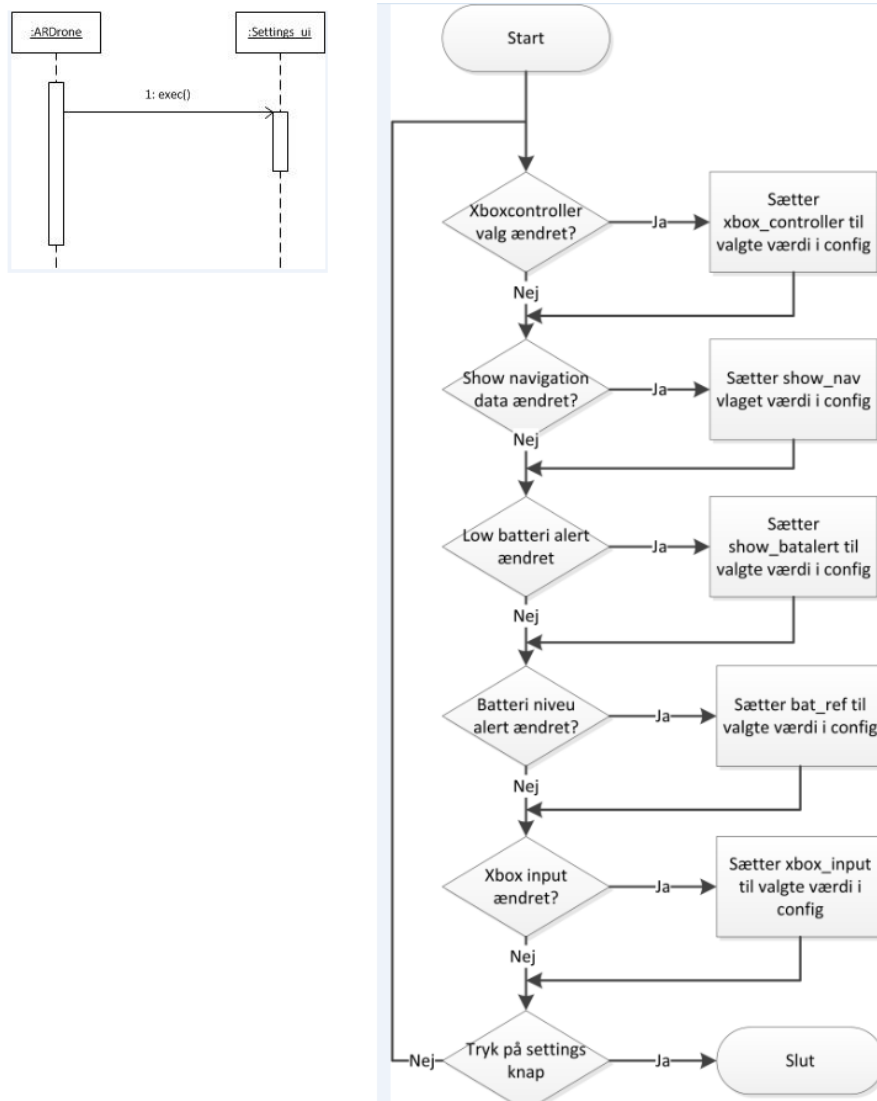 :ARDrone
:Settings_ui
1: exec()
Start
Xboxcontroller
valg ændret?
Ja
Sætter
xbox_controller til
valgte værdi i config
Nej
Show navigation
data ændret?
Ja
Sætter show_nav
vlaget værdi i config
Nej
Low batteri alert
ændret
Ja
Sætter
show_batalert til
valgte værdi i config
Nej
Batteri niveu
alert ændret?
Ja
Sætter bat_ref til
valgte værdi i config
Nej
Xbox input
ændret?
Ja
Sætter xbox_input
til valgte værdi i
config
Nej
Nej
Tryk på settings
knap
Ja
Slut